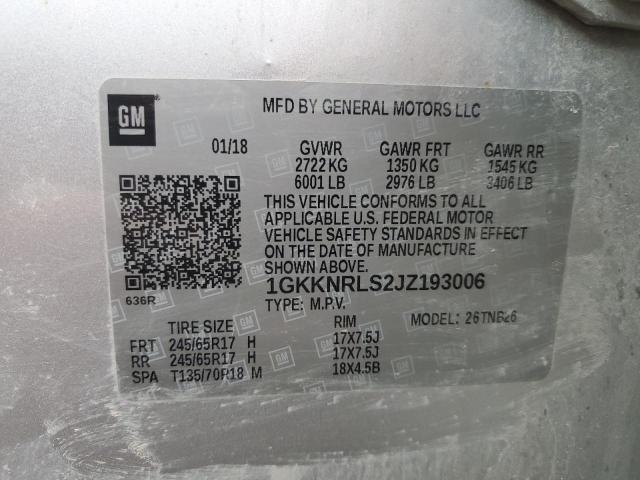 GM
MFD BY GENERAL MOTORS LLC
01/18 GVWR GAWR FRT GAWR RR
2722 KG 1350 KG 1545 KG
6001 LB 2976 LB 3406 LB
THIS VEHICLE CONFORMS TO ALL
APPLICABLE U.S. FEDERAL MOTOR
VEHICLE SAFETY STANDARDS IN EFFECT
ON THE DATE OF MANUFACTURE
SHOWN ABOVE.
636R
1GKKNRLS2JZ193006
TYPE: M.P.V. MODEL: 26TNB26
TIRE SIZE RIM
FRT 245/65R17 H 17X7.5J
RR 245/65R17 H 17X7.5J
SPA T135/70R18 M 18X4.5B